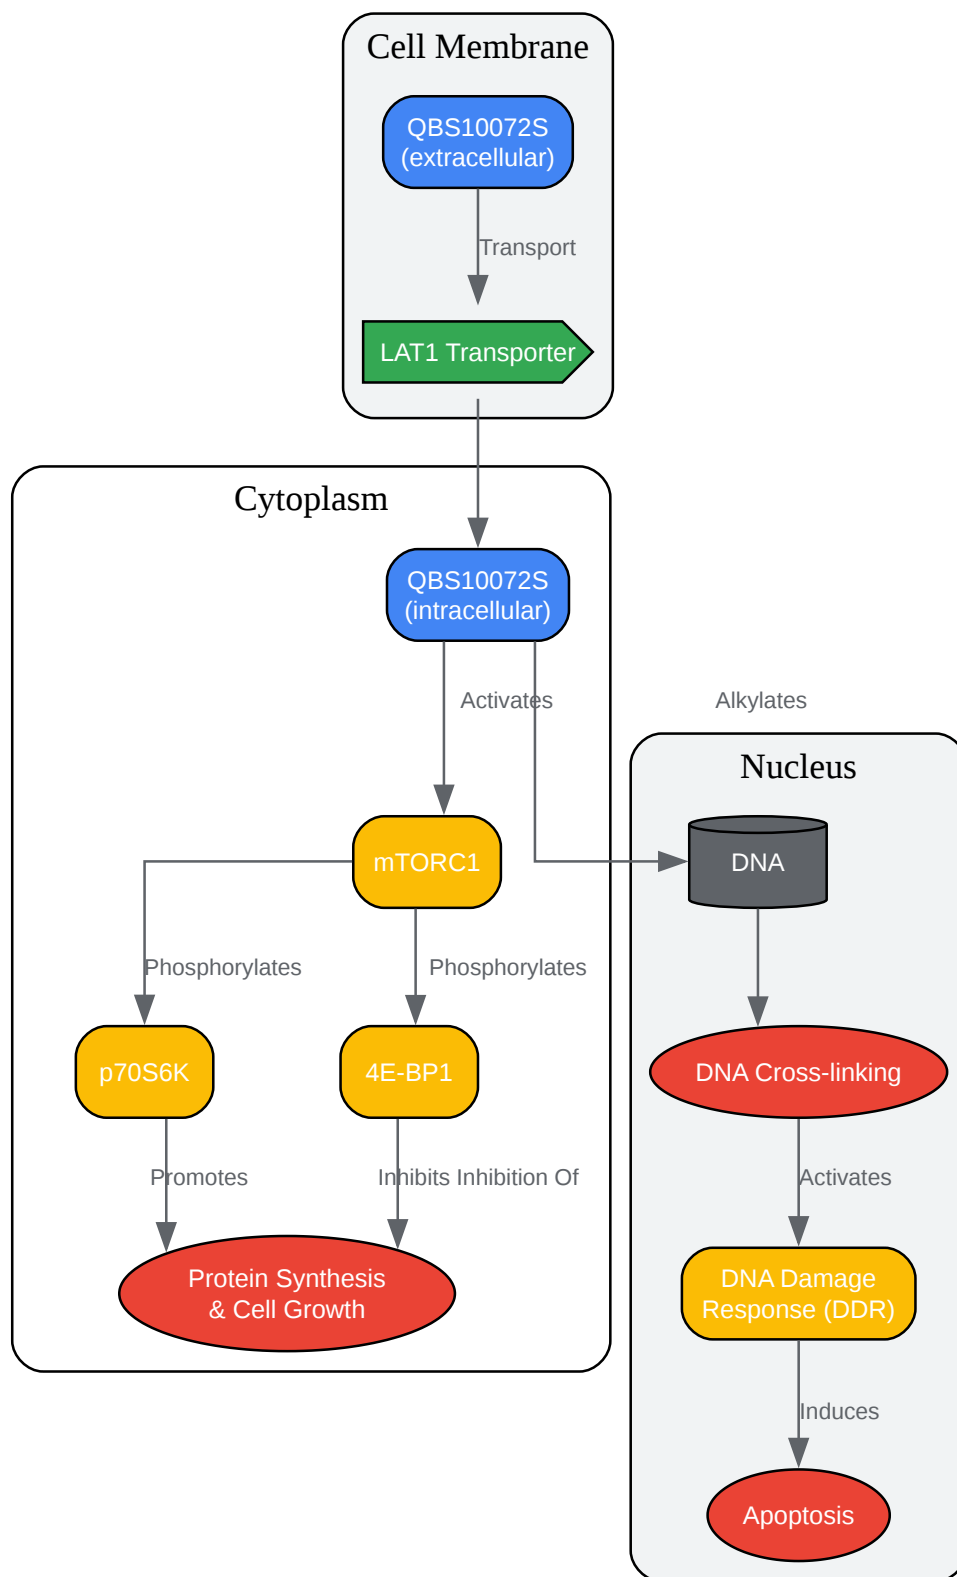 Cell Membrane
QBS10072S
(extracellular)
Transport
LAT1 Transporter
Cytoplasm
QBS10072S
(intracellular)
Activates
Alkylates
Nucleus
mTORC1
DNA
Phosphorylates
Phosphorylates
p70S6K
4E-BP1
DNA Cross-linking
Promotes
Inhibits Inhibition Of
Activates
Protein Synthesis
& Cell Growth
DNA Damage
Response (DDR)
Induces
Apoptosis